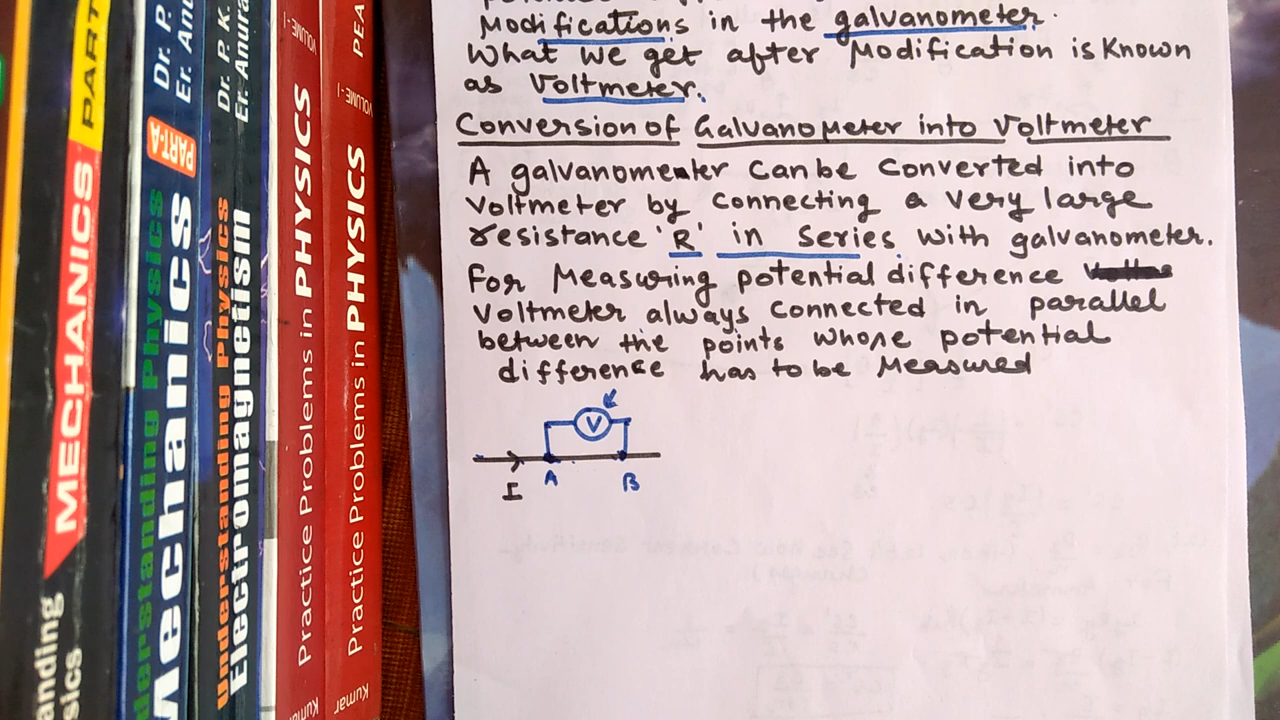 Modifications in the galvanometer.
What we get after Modification is Known
as Voltmeter.
Conversion of Galvanometer into Voltmeter
A galvanometer Can be Converted into
Voltmeter by Connecting a very large
resistance 'R' in Series with galvanometer.
For Measuring potential difference
Voltmeter always Connected in parallel
between the points whose potential
difference has to be Measured
V
I A B
anding
sics
MECHANICS
PART
derstanding Physics
Mechanics
PART-A
Dr. P.
Er. Anu
Understanding Physics
Electromagnetism
Dr. P. K.
Er. Anura
Kumar
Practice Problems in PHYSICS
VOLUME - I
Kumar
Practice Problems in PHYSICS
VOLUME - I
PEA